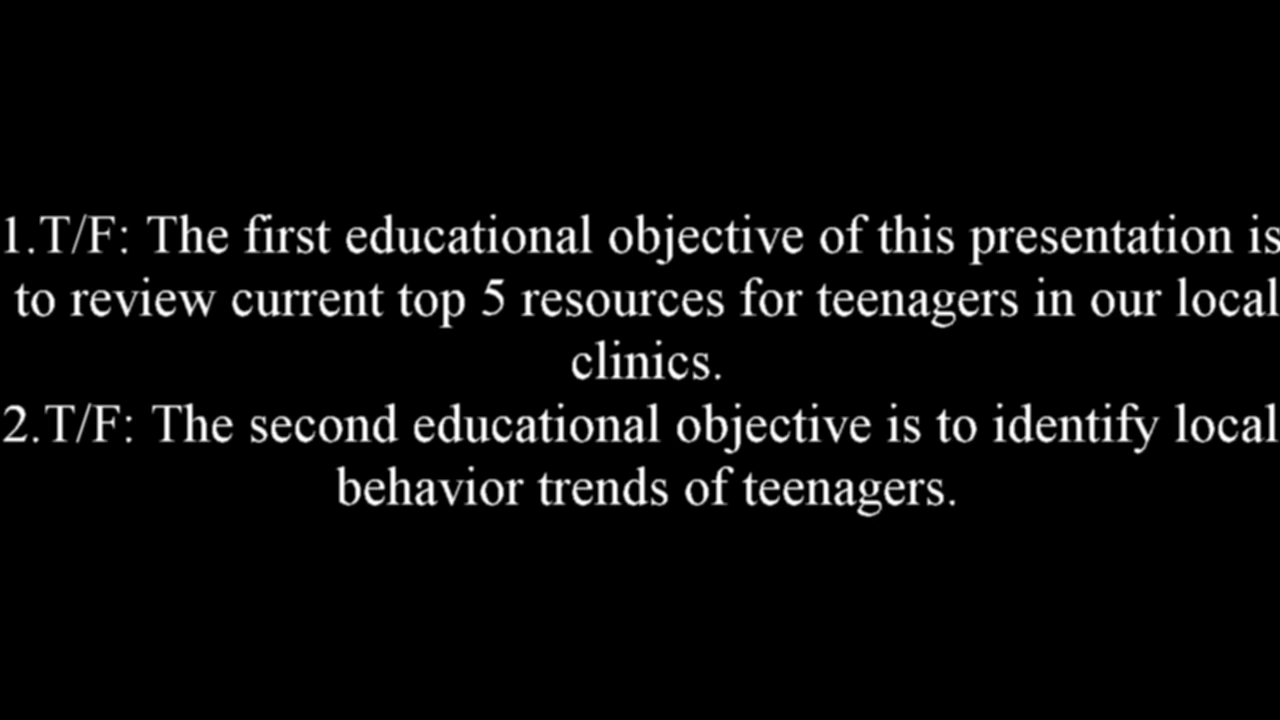 1.T/F: The first educational objective of this presentation is
to review current top 5 resources for teenagers in our local
clinics.
2.T/F: The second educational objective is to identify local
behavior trends of teenagers.